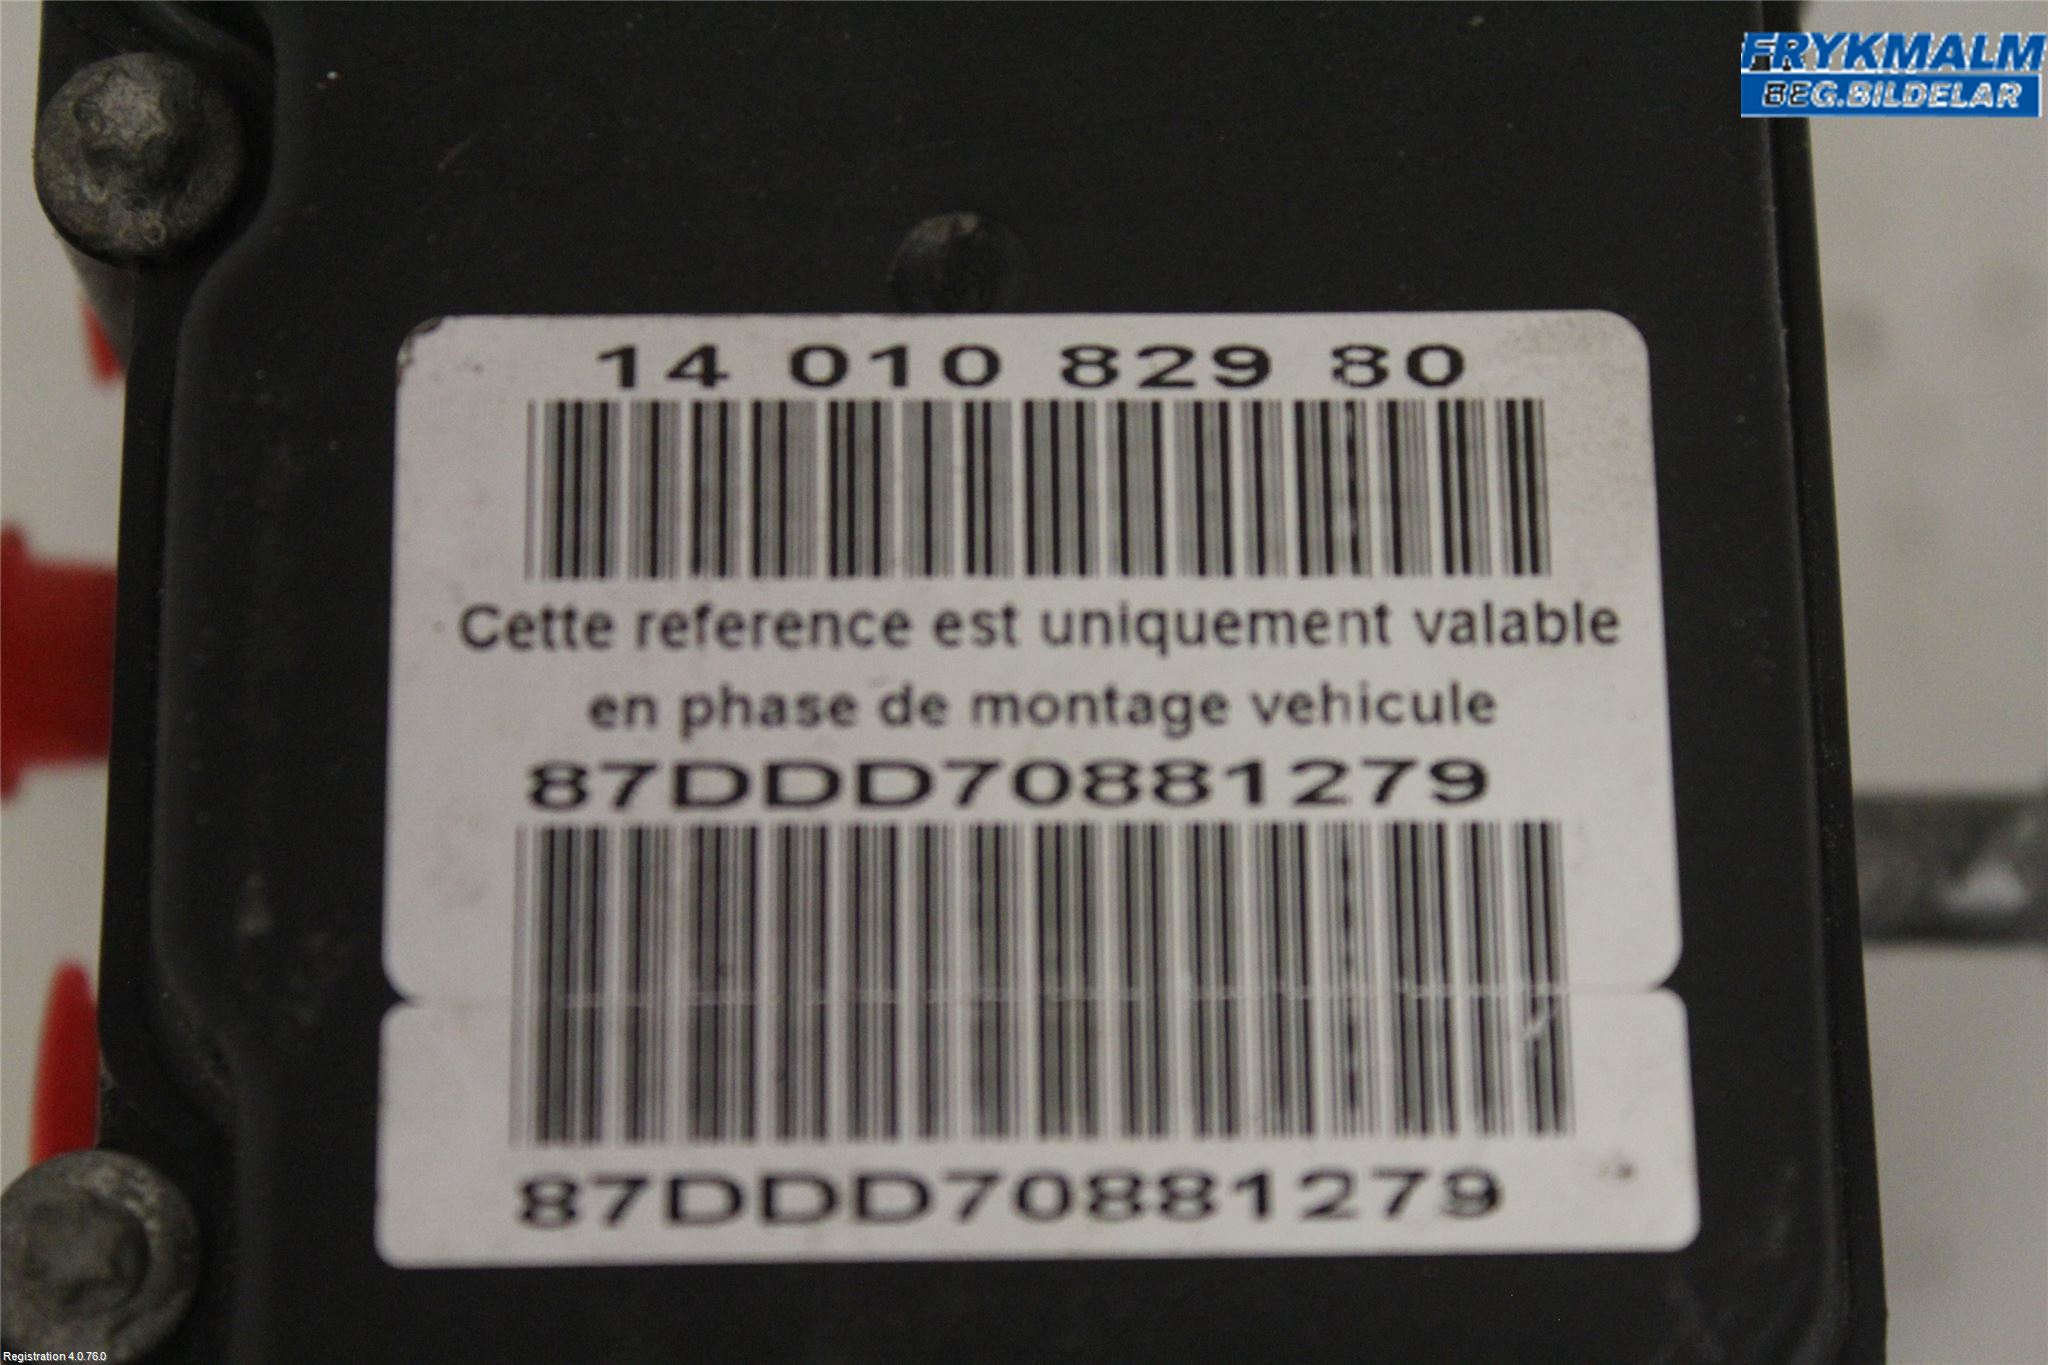 FRYKMALM
BEG.BILDELAR
14 010 829 80
Cette reference est uniquement valable
en phase de montage vehicule
87DDD70881279
87DDD70881279
Registration 4.0.76.0